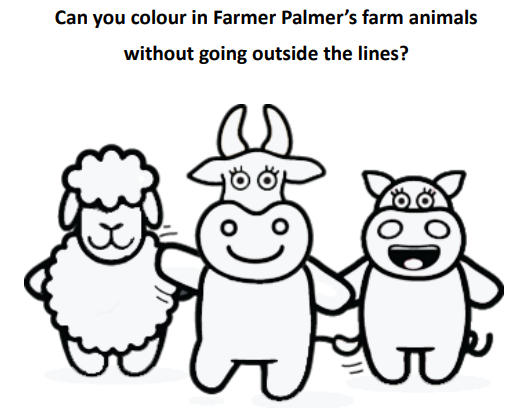 Can you colour in Farmer Palmer’s farm animals
without going outside the lines?